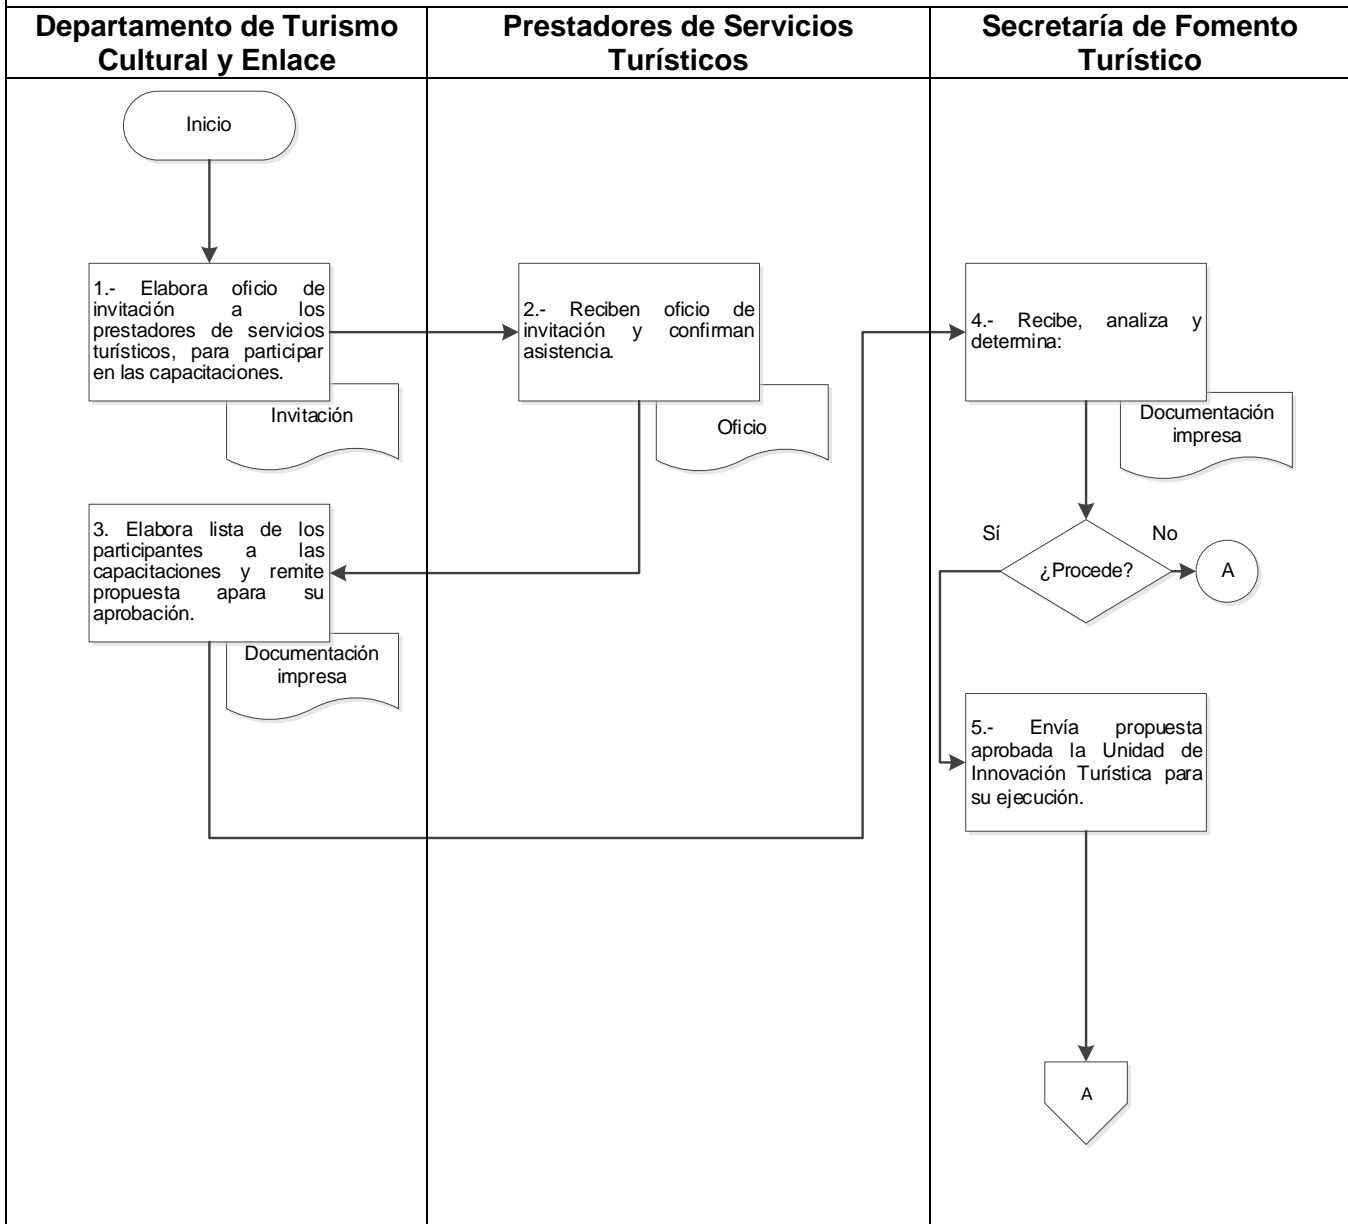 Departamento de Turismo
Cultural y Enlace
Prestadores de Servicios
Turísticos
Secretaría de Fomento
Turístico
Inicio
1.- Elabora oficio de
invitación a los
prestadores de servicios
turísticos, para participar
en las capacitaciones.
Invitación
2.- Reciben oficio de
invitación y confirman
asistencia.
Oficio
3. Elabora lista de los
participantes a las
capacitaciones y remite
propuesta apara su
aprobación.
Documentación
impresa
4.- Recibe, analiza y
determina:
Documentación
impresa
Sí
No
¿Procede?
A
5.- Envía propuesta
aprobada la Unidad de
Innovación Turística para
su ejecución.
A